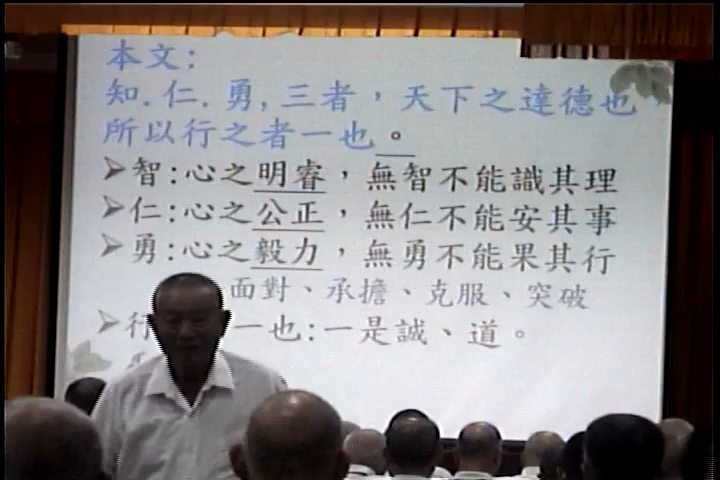 本文:
知.仁.勇,三者，天下之達德也
所以行之者一也。
➢智:心之明睿，無智不能識其理
➢仁:心之公正，無仁不能安其事
➢勇:心之毅力，無勇不能果其行
面對、承擔、克服、突破
➢行 一也:一是誠、道。